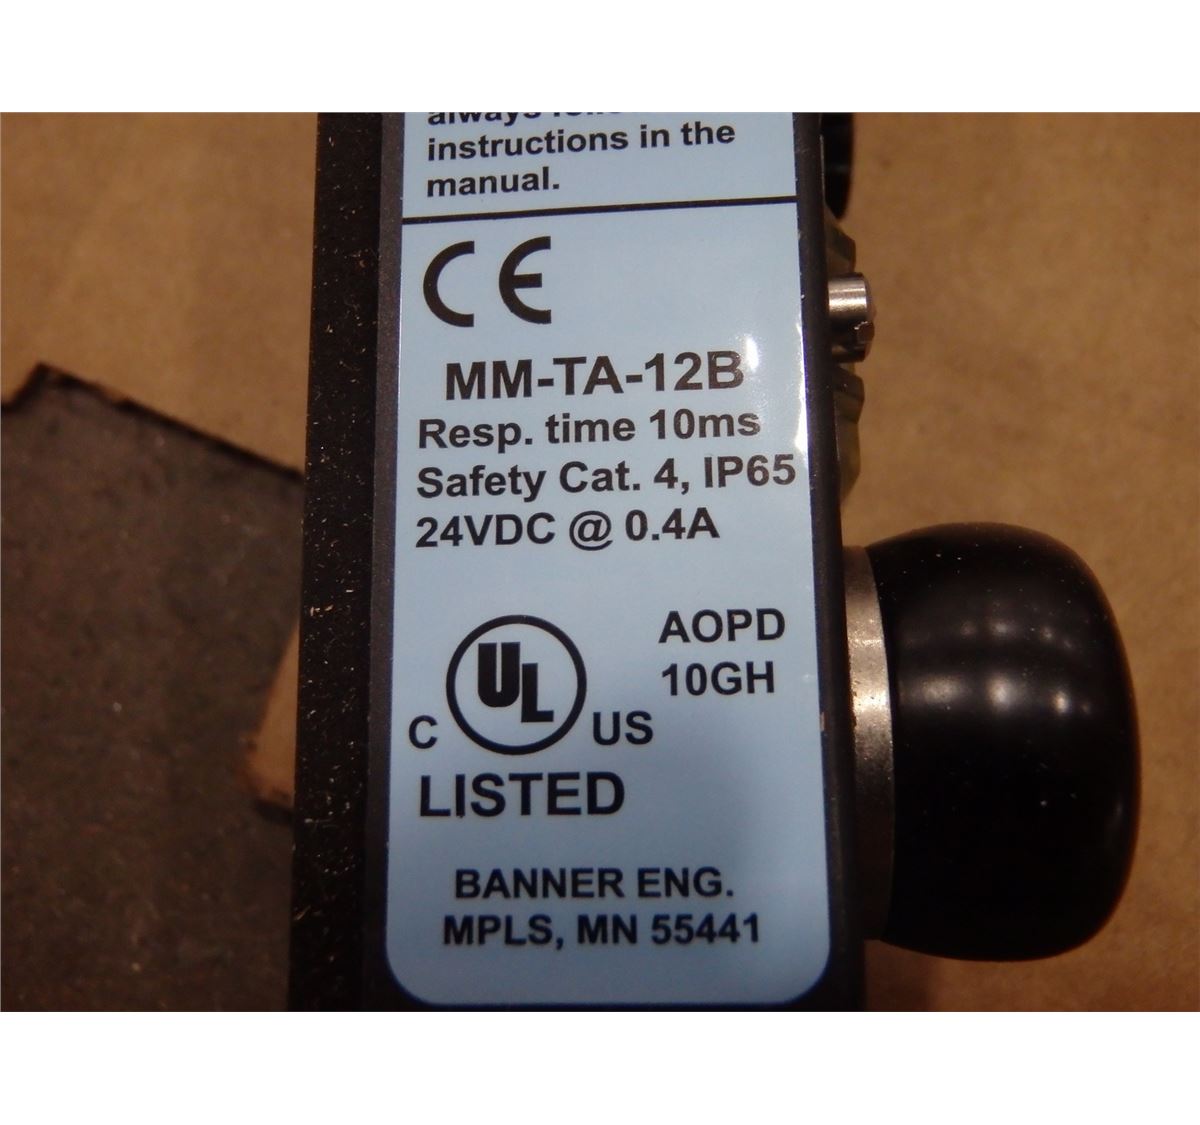 always
instructions in the
manual.
CE
MM-TA-12B
Resp. time 10ms
Safety Cat. 4, IP65
24VDC @ 0.4A
AOPD
10GH
C UL US
LISTED
BANNER ENG.
MPLS, MN 55441